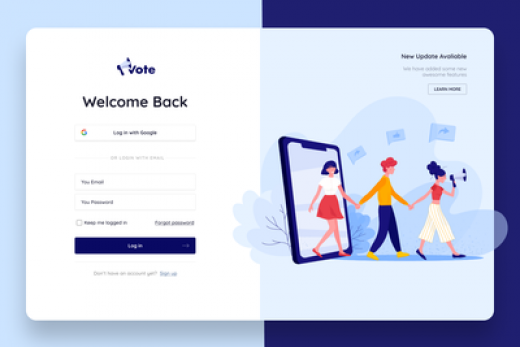 Vote
Welcome Back
Log in with Google
OR LOGIN WITH EMAIL
You Email
You Password
Keep me logged in
Forgot password
Log in
Don't have an account yet? Sign up
New Update Avaliable
We have added some new
awesome features
LEARN MORE